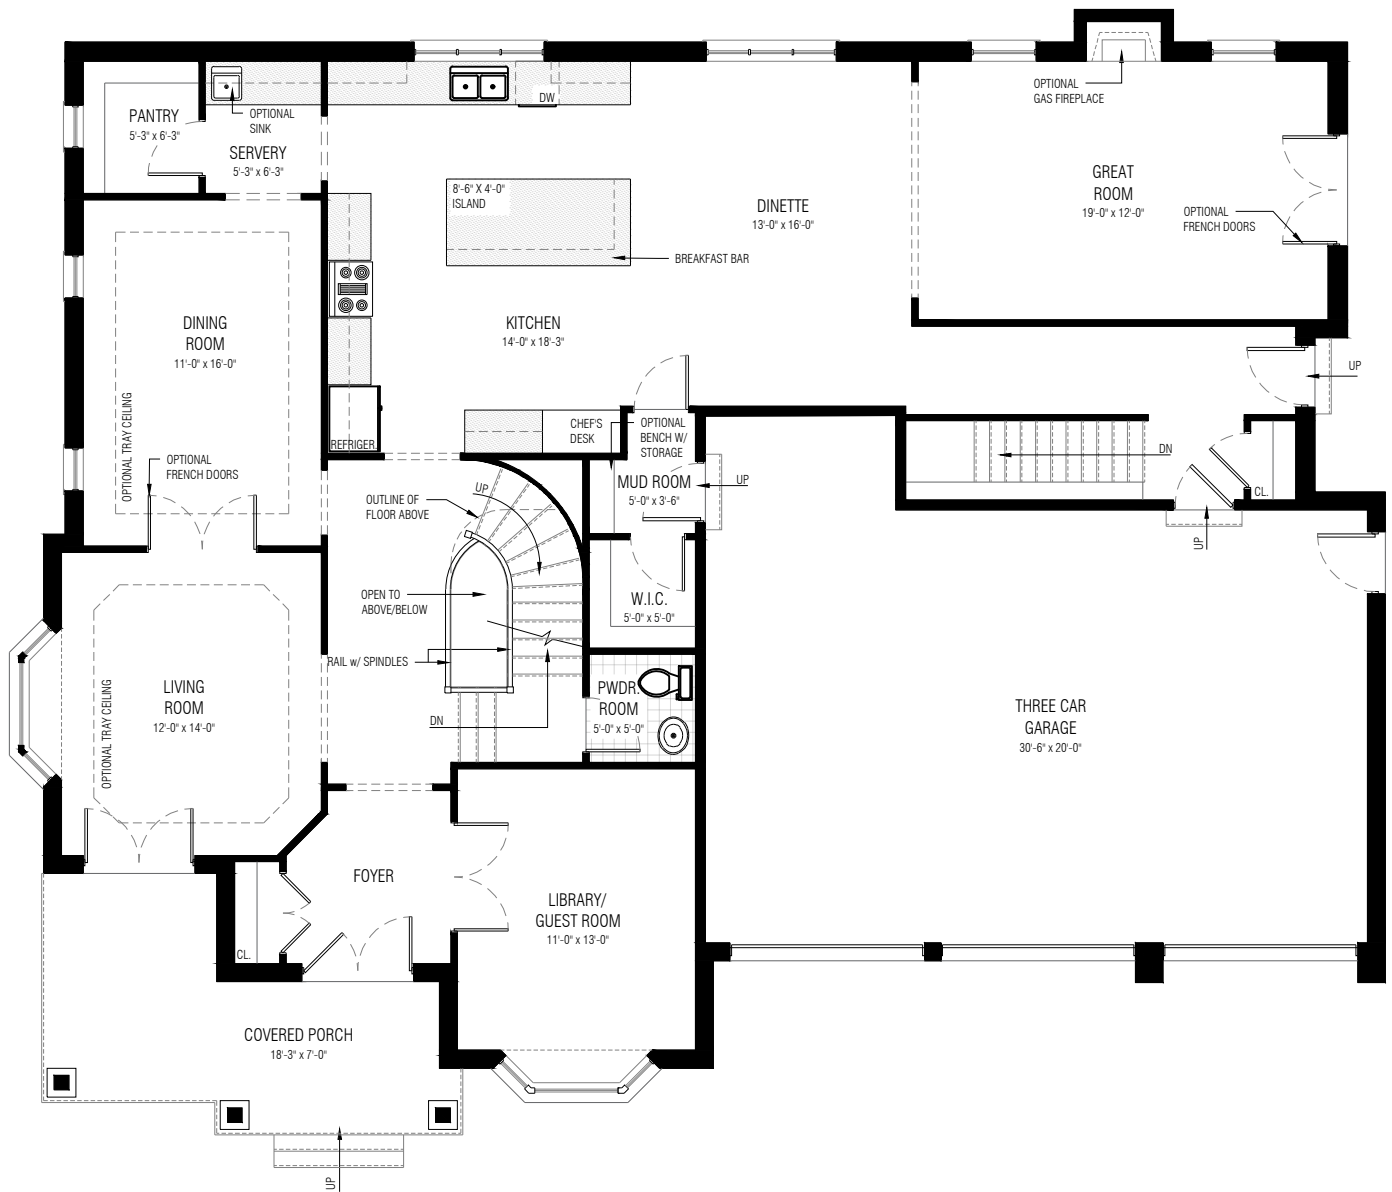 OPTIONAL
GAS FIREPLACE
DW
PANTRY
5'-3" x 6'-3"
OPTIONAL
SINK
SERVERY
5'-3" x 6'-3"
8'-6" X 4'-0"
ISLAND
DINETTE
13'-0" x 16'-0"
GREAT
ROOM
19'-0" x 12'-0"
OPTIONAL
FRENCH DOORS
BREAKFAST BAR
DINING
ROOM
11'-0" x 16'-0"
KITCHEN
14'-0" x 18'-3"
UP
OPTIONAL TRAY CEILING
REFRIGER.
CHEF'S
DESK
OPTIONAL
BENCH W/
STORAGE
DN
OPTIONAL
FRENCH DOORS
OUTLINE OF
FLOOR ABOVE
UP
MUD ROOM
5'-0" x 3'-6"
UP
CL.
UP
OPEN TO
ABOVE/BELOW
W.I.C.
5'-0" x 5'-0"
RAIL w/ SPINDLES
LIVING
ROOM
12'-0" x 14'-0"
OPTIONAL TRAY CEILING
DN
PWDR.
ROOM
5'-0" x 5'-0"
THREE CAR
GARAGE
30'-6" x 20'-0"
FOYER
LIBRARY/
GUEST ROOM
11'-0" x 13'-0"
CL.
COVERED PORCH
18'-3" x 7'-0"
UP